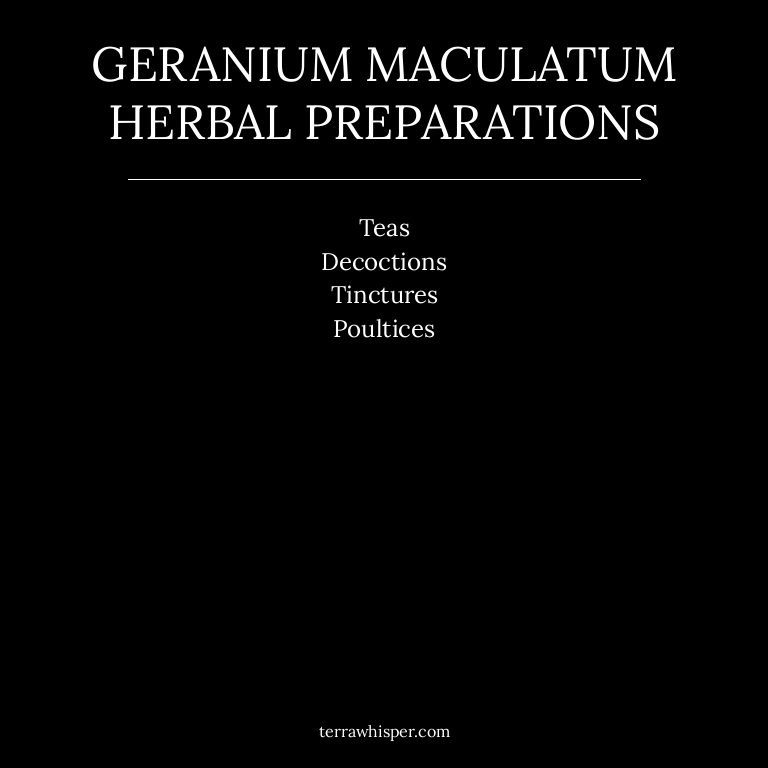 GERANIUM MACULATUM
HERBAL PREPARATIONS
Teas
Decoctions
Tinctures
Poultices
terrawhisper.com